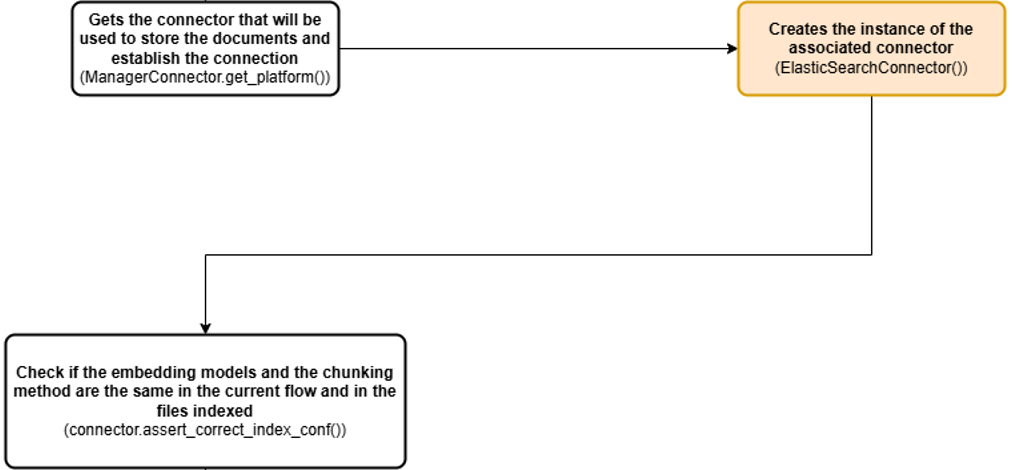 Gets the connector that will be
used to store the documents and
establish the connection
(ManagerConnector.get_platform())
Creates the instance of the
associated connector
(ElasticSearchConnector())
Check if the embedding models and the chunking
method are the same in the current flow and in the
files indexed
(connector.assert_correct_index_conf())